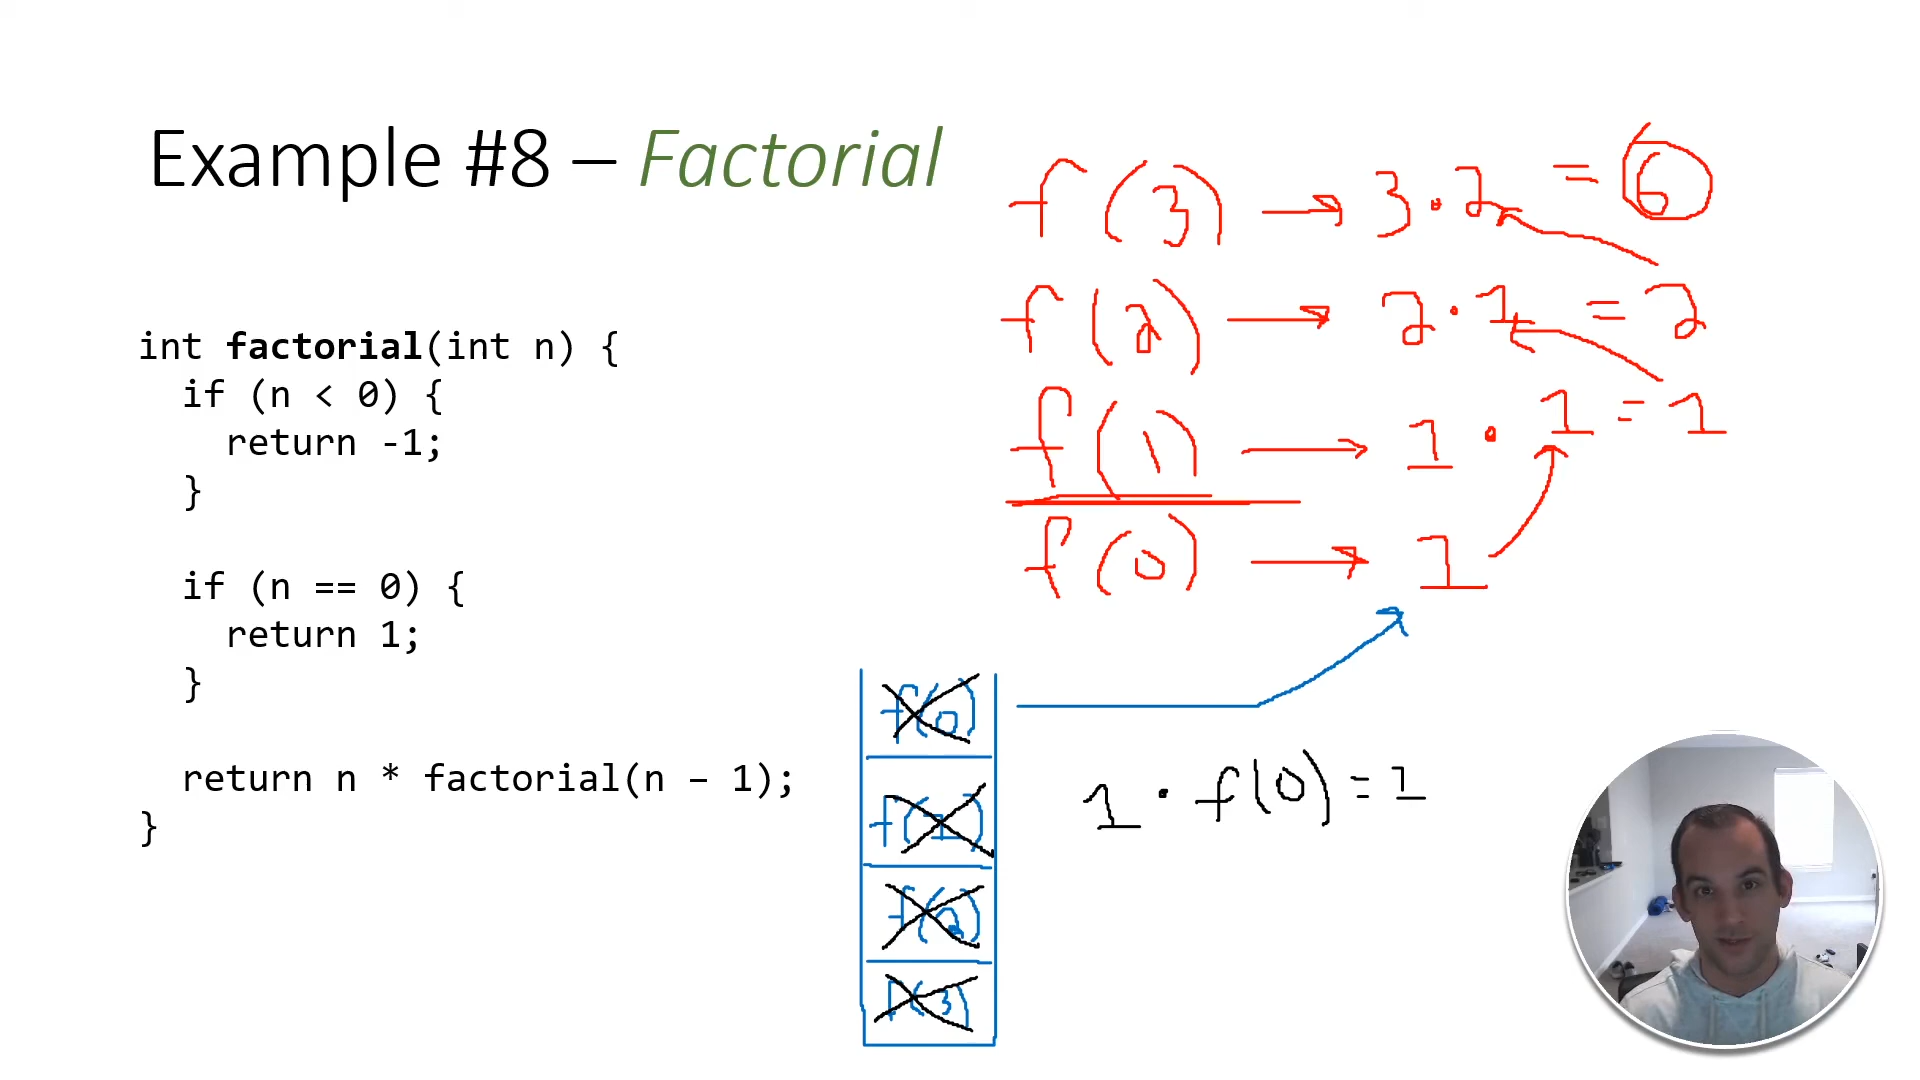 Example #8 – Factorial
int factorial(int n) {
if (n < 0) {
return -1;
}
if (n == 0) {
return 1;
}
return n * factorial(n – 1);
}
f(3) → 3 · 2 = 6
f(2) → 2 · 1 = 2
f(1) → 1 · 1 = 1
f(0) → 1
f(0)
f(1)
f(2)
f(3)
1 · f(0) = 1